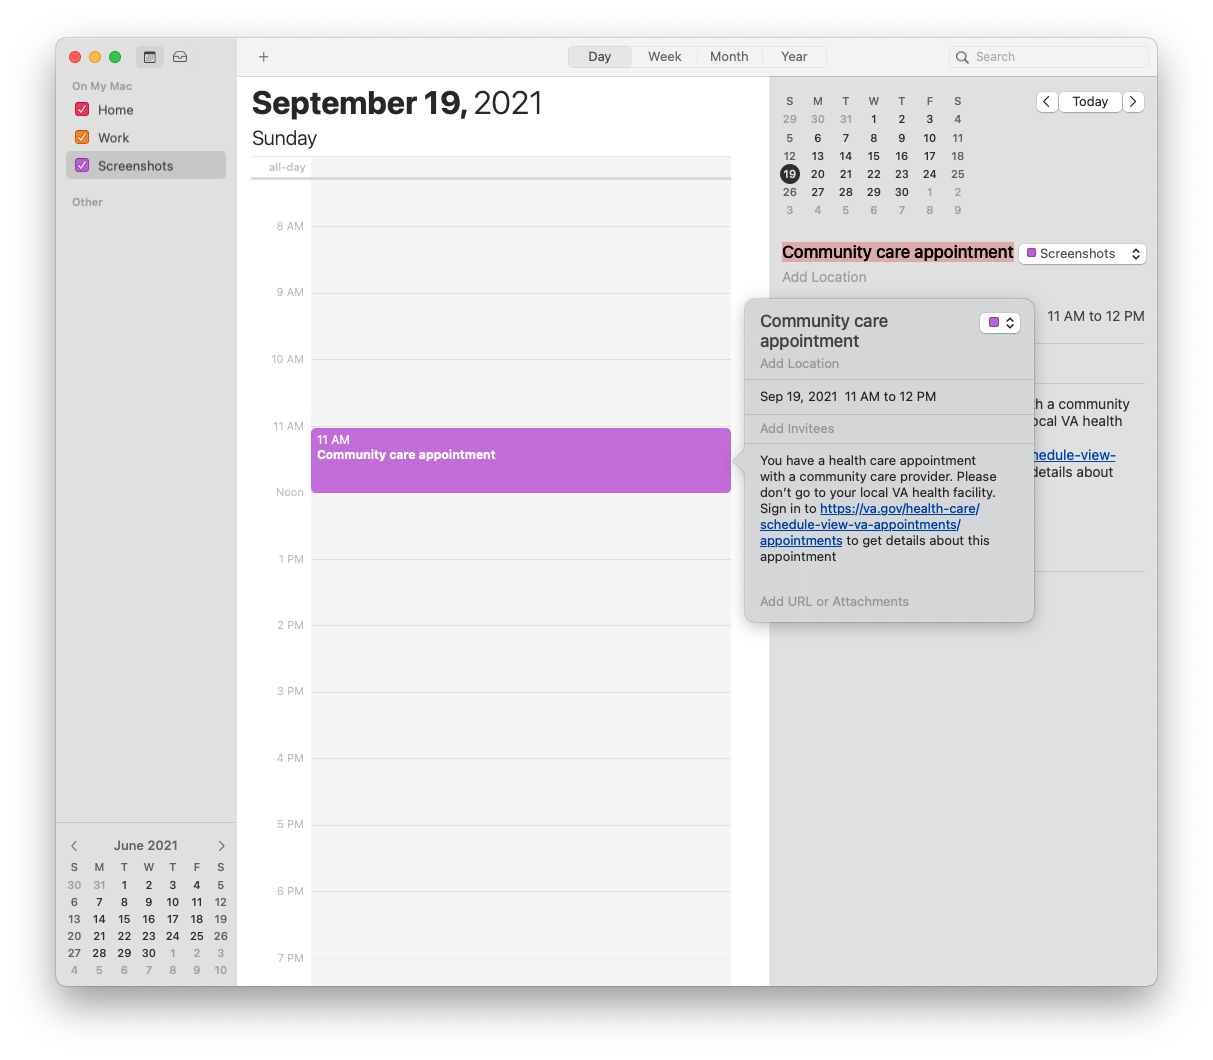 Day
Week
Month
Year
Search
On My Mac
Home
Work
Screenshots
Other
September 19, 2021
Sunday
all-day
8 AM
9 AM
10 AM
11 AM
11 AM
Community care appointment
Noon
1 PM
2 PM
3 PM
4 PM
5 PM
6 PM
7 PM
S M T W T F S
29 30 31 1 2 3 4
5 6 7 8 9 10 11
12 13 14 15 16 17 18
19 20 21 22 23 24 25
26 27 28 29 30 1 2
3 4 5 6 7 8 9
Today
Community care appointment
Screenshots
Add Location
11 AM to 12 PM
h a community
ocal VA health
hedule-view-
details about
Community care
appointment
Add Location
Sep 19, 2021 11 AM to 12 PM
Add Invitees
You have a health care appointment
with a community care provider. Please
don't go to your local VA health facility.
Sign in to https://va.gov/health-care/
schedule-view-va-appointments/
appointments to get details about this
appointment
Add URL or Attachments
June 2021
S M T W T F S
30 31 1 2 3 4 5
6 7 8 9 10 11 12
13 14 15 16 17 18 19
20 21 22 23 24 25 26
27 28 29 30 1 2 3
4 5 6 7 8 9 10